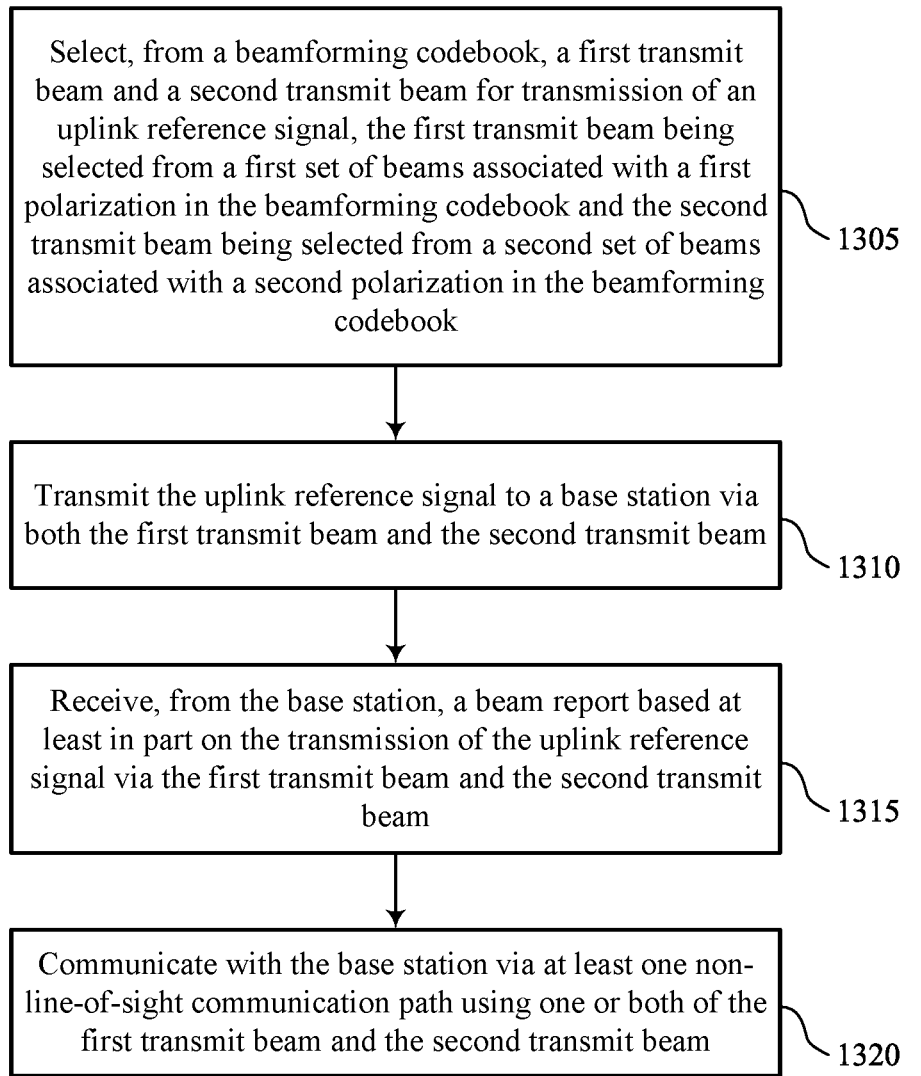 Select, from a beamforming codebook, a first transmit
beam and a second transmit beam for transmission of an
uplink reference signal, the first transmit beam being
selected from a first set of beams associated with a first
polarization in the beamforming codebook and the second
transmit beam being selected from a second set of beams
associated with a second polarization in the beamforming
codebook
1305
Transmit the uplink reference signal to a base station via
both the first transmit beam and the second transmit beam
1310
Receive, from the base station, a beam report based at
least in part on the transmission of the uplink reference
signal via the first transmit beam and the second transmit
beam
1315
Communicate with the base station via at least one non-
line-of-sight communication path using one or both of the
first transmit beam and the second transmit beam
1320